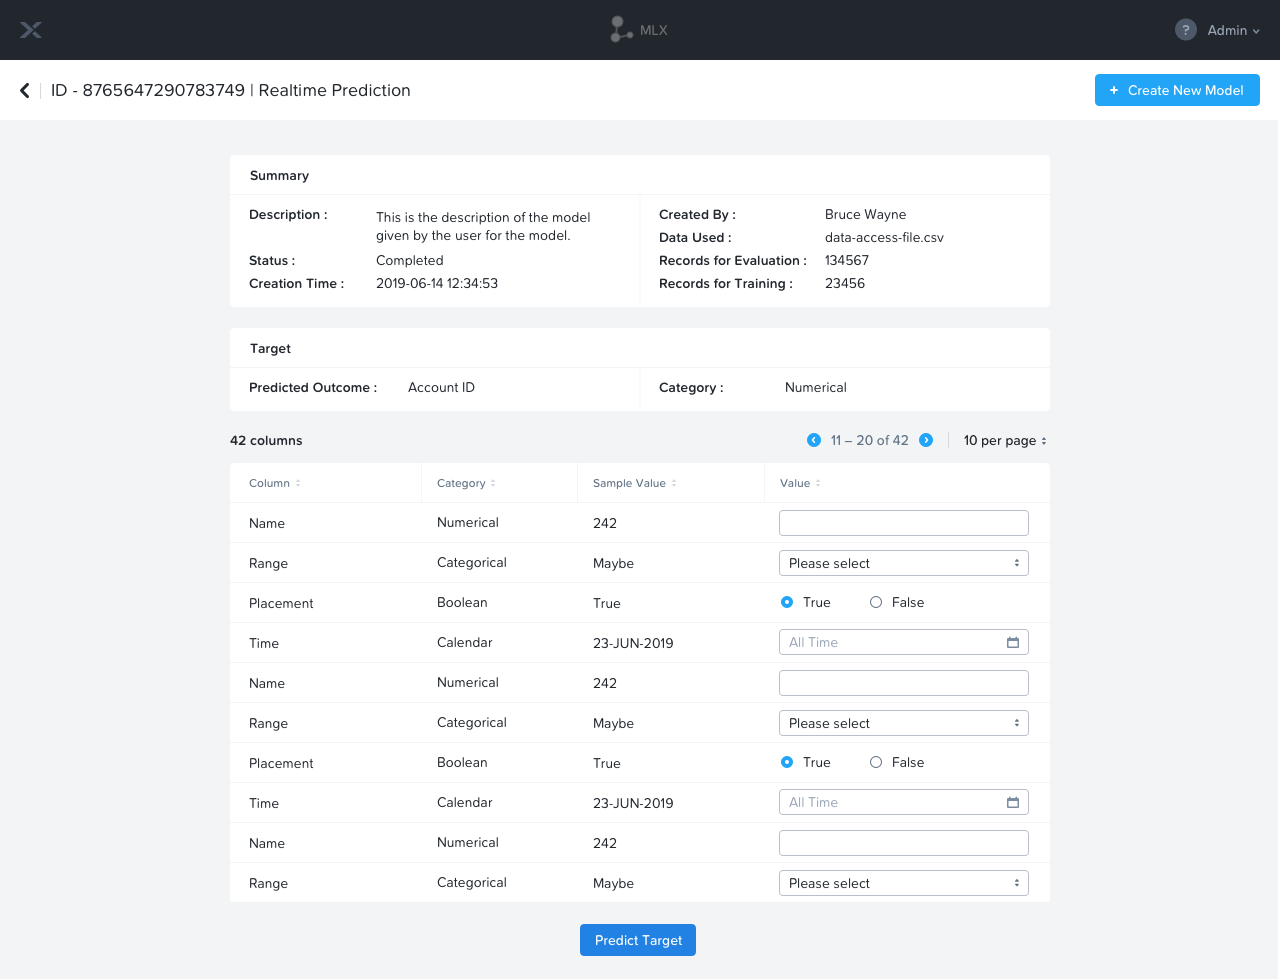 MLX
? Admin
ID - 8765647290783749 | Realtime Prediction
+ Create New Model
Summary
Description : This is the description of the model
given by the user for the model.
Status : Completed
Creation Time : 2019-06-14 12:34:53
Created By : Bruce Wayne
Data Used : data-access-file.csv
Records for Evaluation : 134567
Records for Training : 23456
Target
Predicted Outcome : Account ID
Category : Numerical
42 columns
11 – 20 of 42
10 per page
Column Category Sample Value Value
Name Numerical 242
Range Categorical Maybe Please select
Placement Boolean True True False
Time Calendar 23-JUN-2019 All Time
Name Numerical 242
Range Categorical Maybe Please select
Placement Boolean True True False
Time Calendar 23-JUN-2019 All Time
Name Numerical 242
Range Categorical Maybe Please select
Predict Target